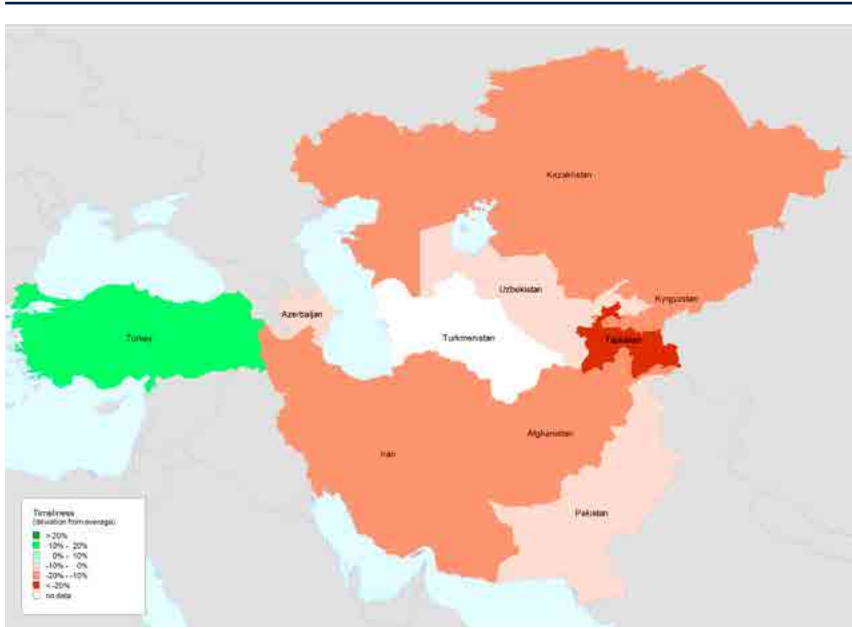 Kazakhstan
Uzbekistan
Kyrgyzstan
Azerbaijan
Turkey
Turkmenistan
Tajikistan
Afghanistan
Iran
Pakistan
Timeliness
(deviation from average)
> 20%
10% - 20%
0% - 10%
-10% - 0%
-20% - -10%
< -20%
no data